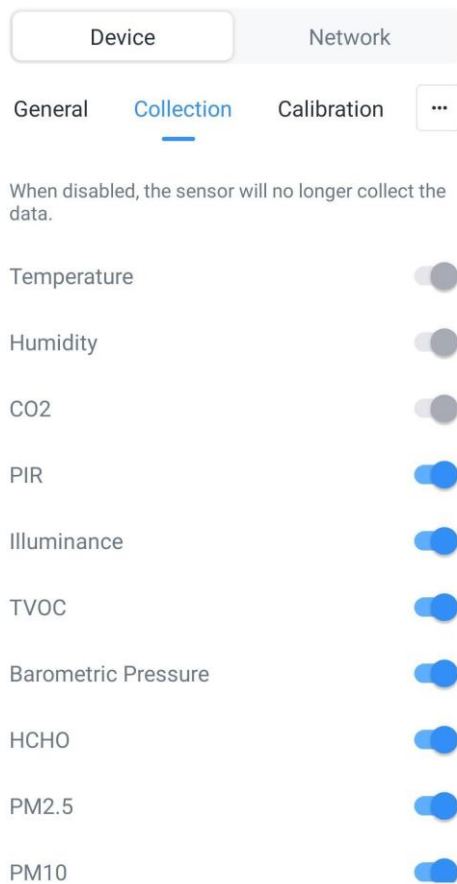 Device Network
General Collection Calibration ...
When disabled, the sensor will no longer collect the
data.
Temperature
Humidity
CO2
PIR
Illuminance
TVOC
Barometric Pressure
HCHO
PM2.5
PM10